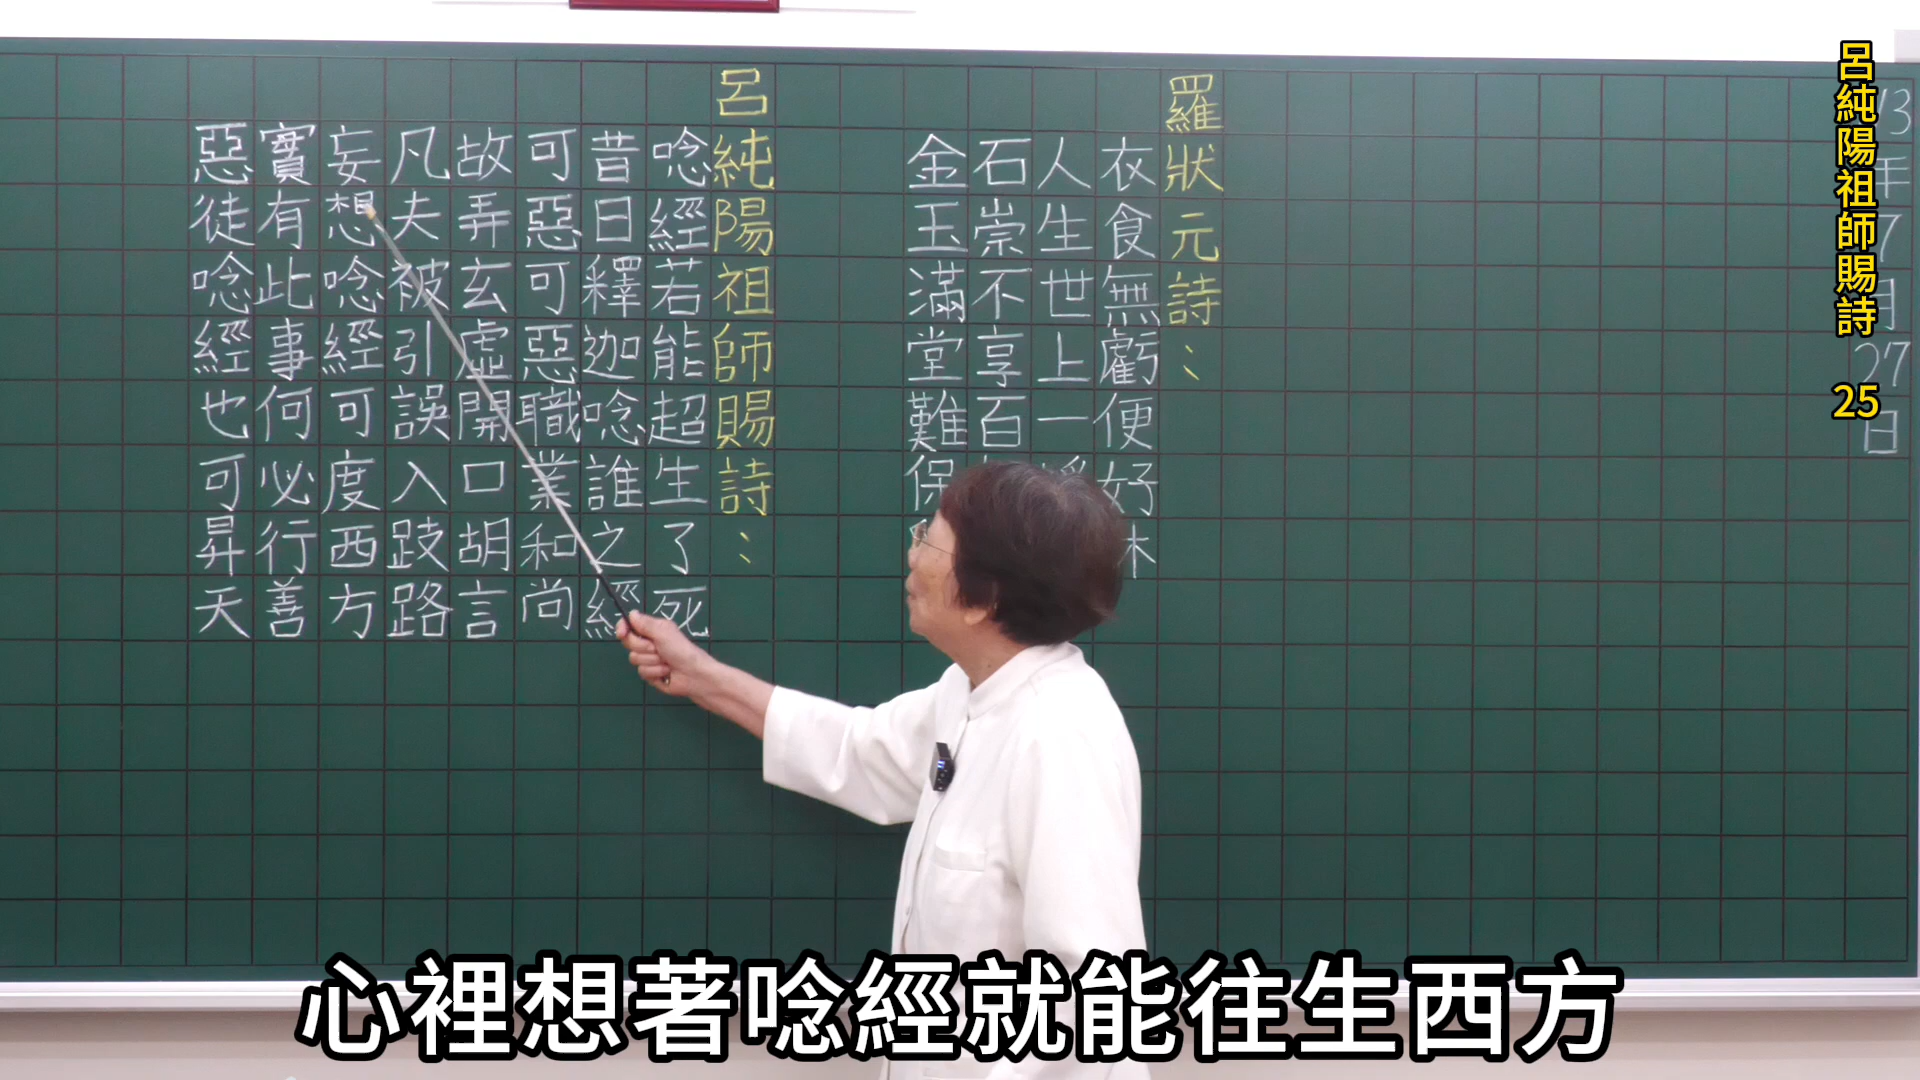 13年7月27日
呂純陽祖師賜詩 25
羅狀元詩：
衣食無虧便好
人生世上一
石崇不享百
金玉滿堂難保
呂純陽祖師賜詩：
唸經若能超生了死
昔日釋迦唸誰之經
可惡可惡職業和尚
故弄玄虛開口胡言
凡夫被引誤入跂路
妄想唸經可度西方
實有此事何必行善
惡徒唸經也可昇天
心裡想著唸經就能往生西方